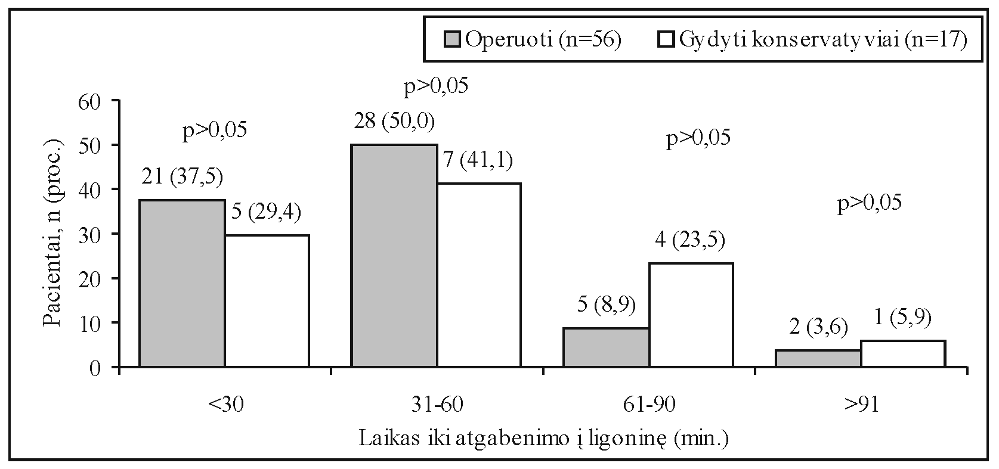 Operuoti (n=56) Gydyti konservatyviai (n=17)
p>0,05
60
28 (50,0)
p>0,05
p>0,05
50
7 (41,1)
21 (37,5)
40
p>0,05
5 (29,4)
30
4 (23,5)
20
5 (8,9)
10
2 (3,6)
1 (5,9)
0
Pacientai, n (proc.)
<30 31-60 61-90 >91
Laikas iki atgabenimo į ligoninę (min.)